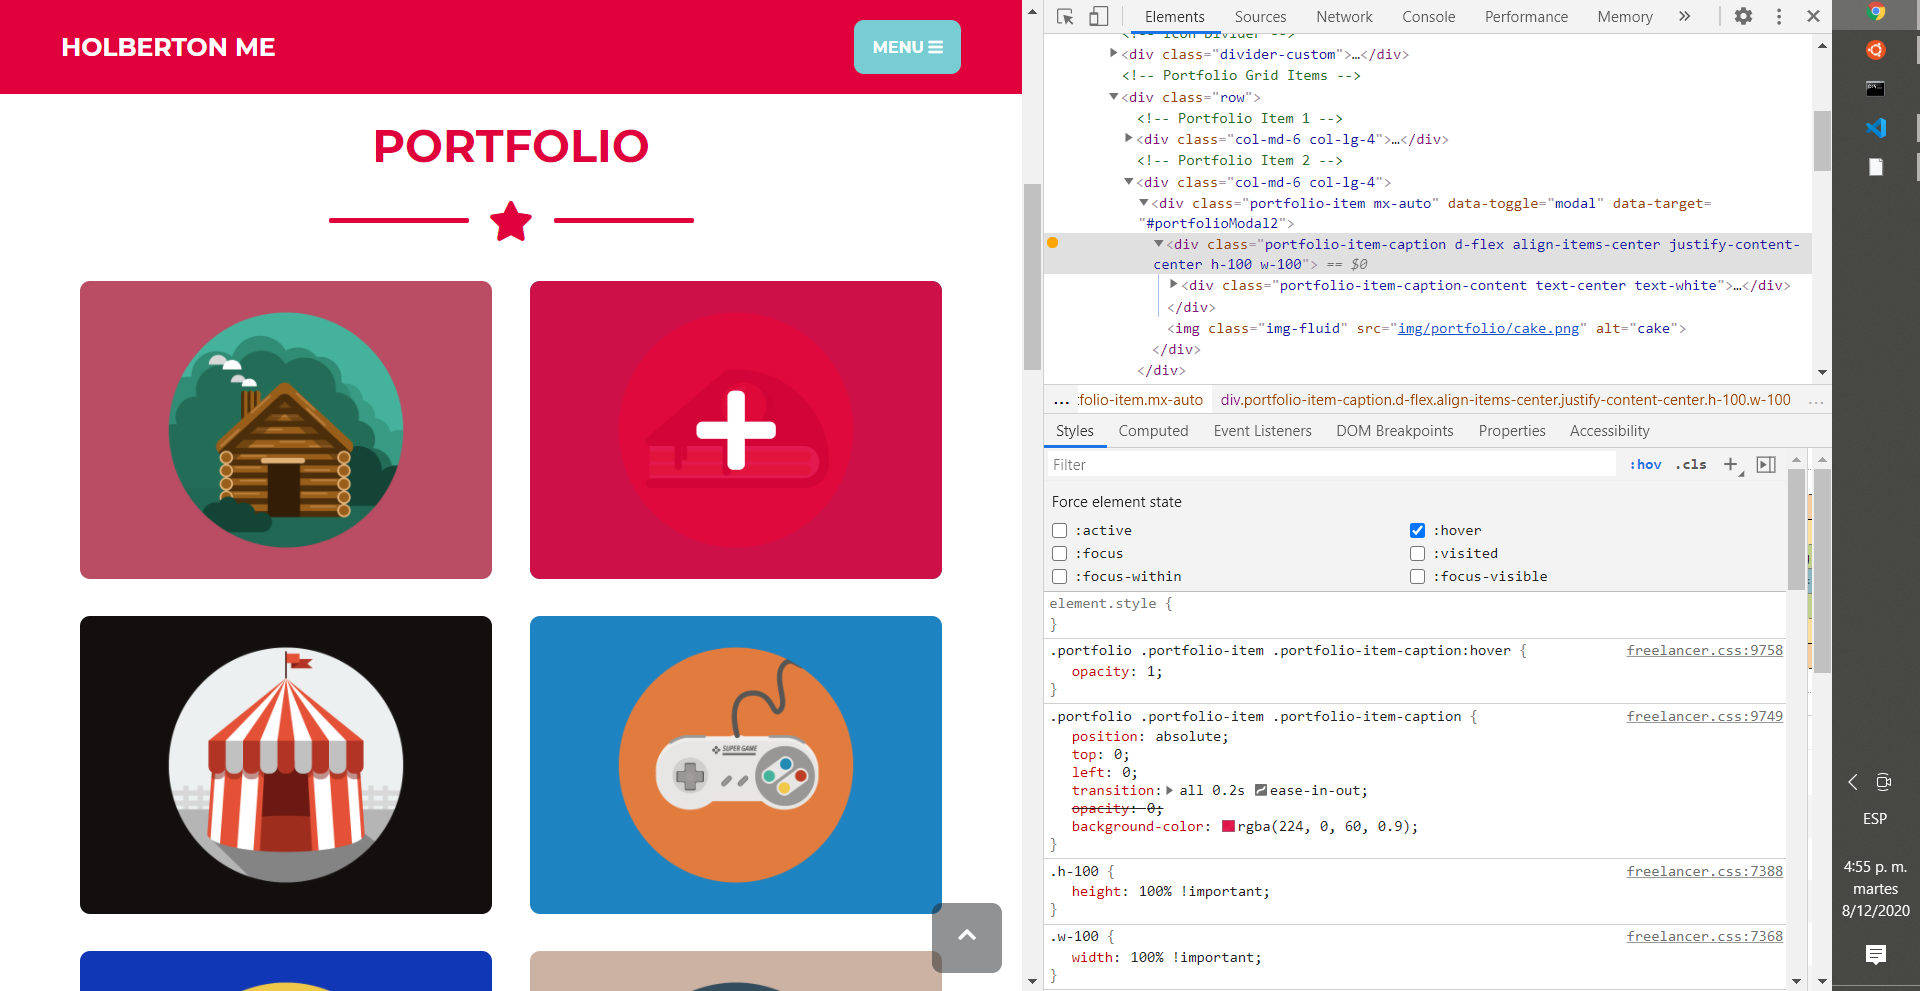 HOLBERTON ME
MENU
PORTFOLIO
SUPER GAME
Elements Sources Network Console Performance Memory »
<!-- Icon Divider -->
<div class="divider-custom">…</div>
<!-- Portfolio Grid Items -->
<div class="row">
<!-- Portfolio Item 1 -->
<div class="col-md-6 col-lg-4">…</div>
<!-- Portfolio Item 2 -->
<div class="col-md-6 col-lg-4">
<div class="portfolio-item mx-auto" data-toggle="modal" data-target=
"#portfolioModal2">
<div class="portfolio-item-caption d-flex align-items-center justify-content-
center h-100 w-100"> == $0
<div class="portfolio-item-caption-content text-center text-white">…</div>
</div>
<img class="img-fluid" src="img/portfolio/cake.png" alt="cake">
</div>
</div>
… folio-item.mx-auto div.portfolio-item-caption.d-flex.align-items-center.justify-content-center.h-100.w-100 …
Styles Computed Event Listeners DOM Breakpoints Properties Accessibility
Filter :hov .cls +
Force element state
:active :hover
:focus :visited
:focus-within :focus-visible
element.style {
}
.portfolio .portfolio-item .portfolio-item-caption:hover { freelancer.css:9758
opacity: 1;
}
.portfolio .portfolio-item .portfolio-item-caption { freelancer.css:9749
position: absolute;
top: 0;
left: 0;
transition: all 0.2s ease-in-out;
opacity: 0;
background-color: rgba(224, 0, 60, 0.9);
}
.h-100 { freelancer.css:7388
height: 100% !important;
}
.w-100 { freelancer.css:7368
width: 100% !important;
}
ESP
4:55 p. m.
martes
8/12/2020